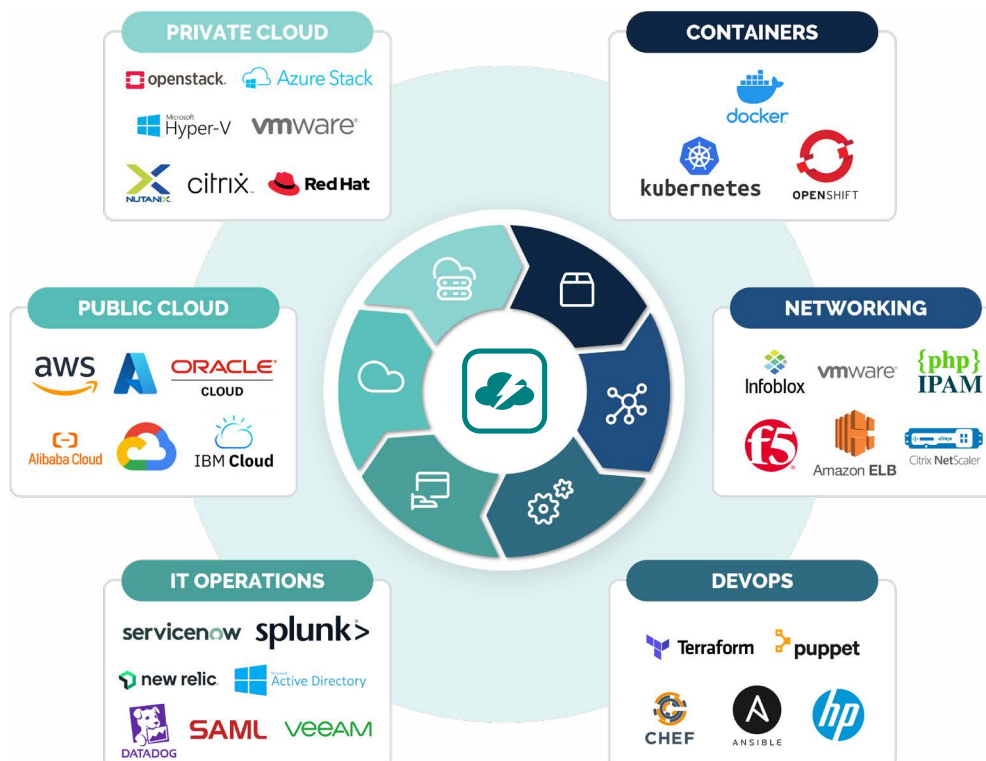 PRIVATE CLOUD
openstack.
Azure Stack
Microsoft
Hyper-V
vmware®
NUTANIX.
citrix™
Red Hat
CONTAINERS
docker
kubernetes
OPENSHIFT
PUBLIC CLOUD
aws
ORACLE®
CLOUD
Alibaba Cloud
IBM Cloud
NETWORKING
Infoblox
vmware®
{php}
IPAM
f5
Amazon ELB
citrix
Citrix NetScaler
IT OPERATIONS
servicenow
splunk>
new relic.
Microsoft
Active Directory
DATADOG
SAML
veeAM
DEVOPS
Terraform
puppet
CHEF
A
ANSIBLE
hp